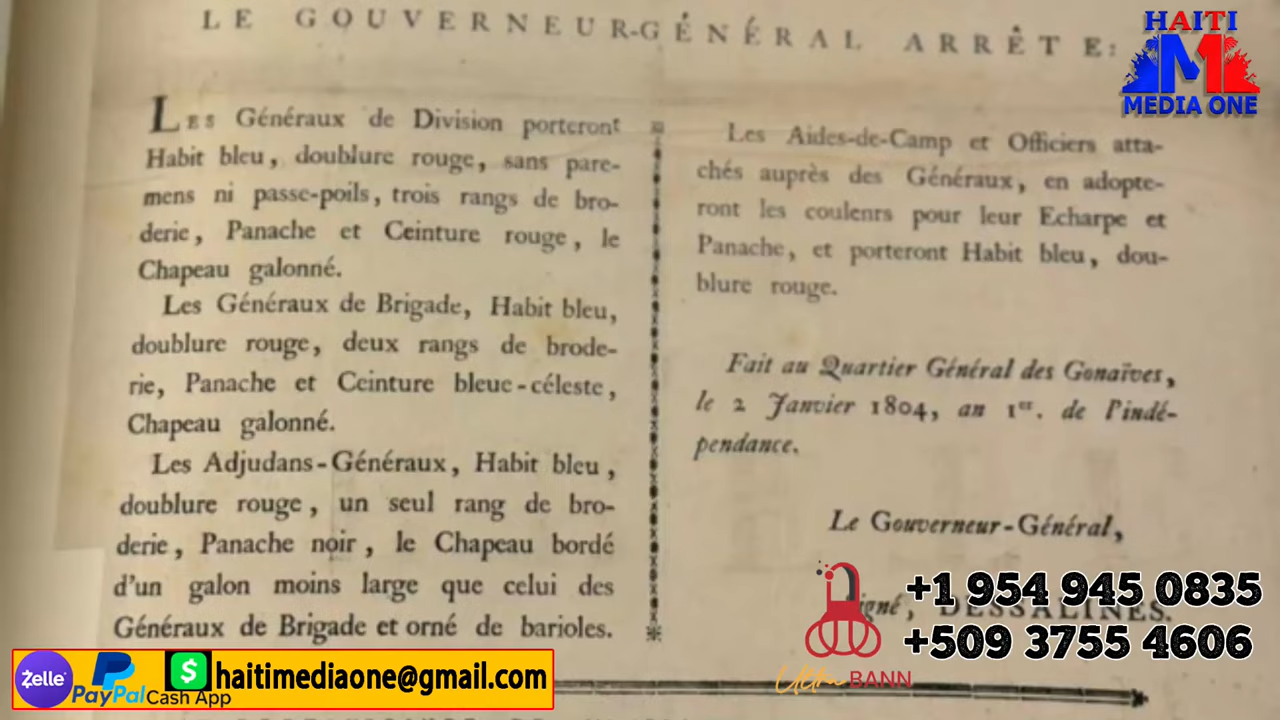 LE GOUVERNEUR-GÉNÉRAL ARRÊTE:
LES Généraux de Division porteront
Habit bleu, doublure rouge, sans pare-
mens ni passe-poils, trois rangs de bro-
derie, Panache et Ceinture rouge, le
Chapeau galonné.
Les Généraux de Brigade, Habit bleu,
doublure rouge, deux rangs de brode-
rie, Panache et Ceinture bleue-céleste,
Chapeau galonné.
Les Adjudans-Généraux, Habit bleu,
doublure rouge, un seul rang de bro-
derie, Panache noir, le Chapeau bordé
d'un galon moins large que celui des
Généraux de Brigade et orné de barioles.
Les Aides-de-Camp et Officiers atta-
chés auprès des Généraux, en adopte-
ront les coulenrs pour leur Echarpe et
Panache, et porteront Habit bleu, dou-
blure rouge.
Fait au Quartier Général des Gonaïves,
le 2 Janvier 1804, an 1er. de l'indé-
pendance.
Le Gouverneur-Général,
igné, DESSALINES.
HAITI
M
MEDIA ONE
+1 954 945 0835
+509 3755 4606
Ultra BANN
Zelle PayPal Cash App haitimediaone@gmail.com